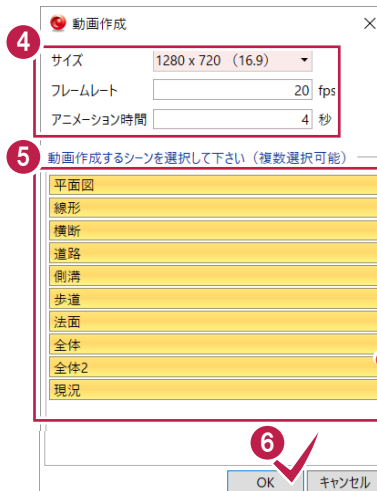 動画作成
4
サイズ 1280 x 720 （16.9）
フレームレート 20 fps
アニメーション時間 4 秒
5 動画作成するシーンを選択して下さい（複数選択可能）
平面図
線形
横断
道路
側溝
歩道
法面
全体
全体2
現況
6
OK キャンセル